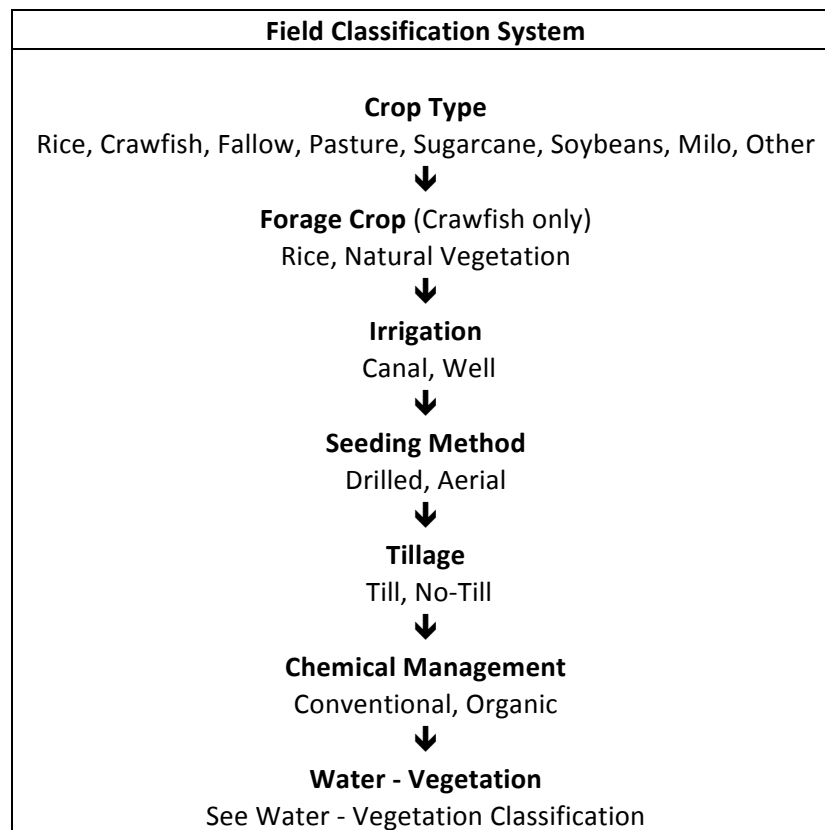 Field Classification System
Crop Type
Rice, Crawfish, Fallow, Pasture, Sugarcane, Soybeans, Milo, Other
Forage Crop (Crawfish only)
Rice, Natural Vegetation
Irrigation
Canal, Well
Seeding Method
Drilled, Aerial
Tillage
Till, No-Till
Chemical Management
Conventional, Organic
Water - Vegetation
See Water - Vegetation Classification